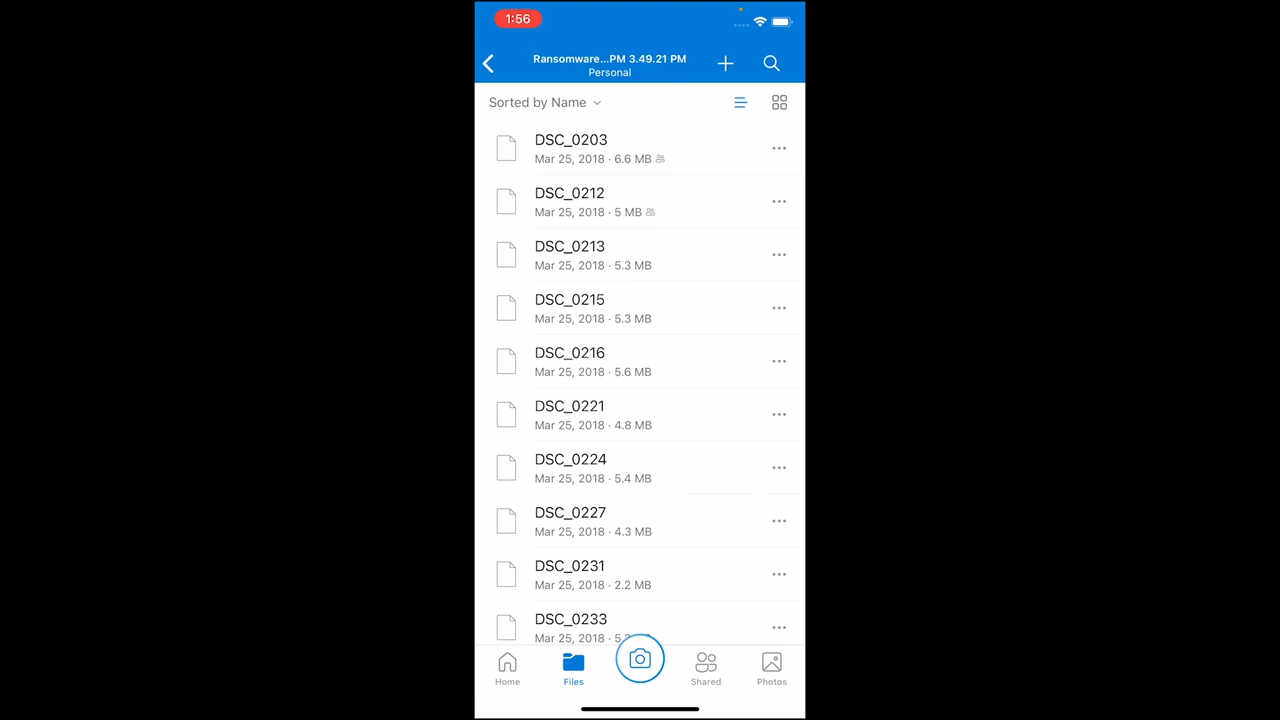 1:56
Ransomware...PM 3.49.21 PM
Personal
Sorted by Name
DSC_0203
Mar 25, 2018 · 6.6 MB
DSC_0212
Mar 25, 2018 · 5 MB
DSC_0213
Mar 25, 2018 · 5.3 MB
DSC_0215
Mar 25, 2018 · 5.3 MB
DSC_0216
Mar 25, 2018 · 5.6 MB
DSC_0221
Mar 25, 2018 · 4.8 MB
DSC_0224
Mar 25, 2018 · 5.4 MB
DSC_0227
Mar 25, 2018 · 4.3 MB
DSC_0231
Mar 25, 2018 · 2.2 MB
DSC_0233
Mar 25, 2018
Home
Files
Shared
Photos